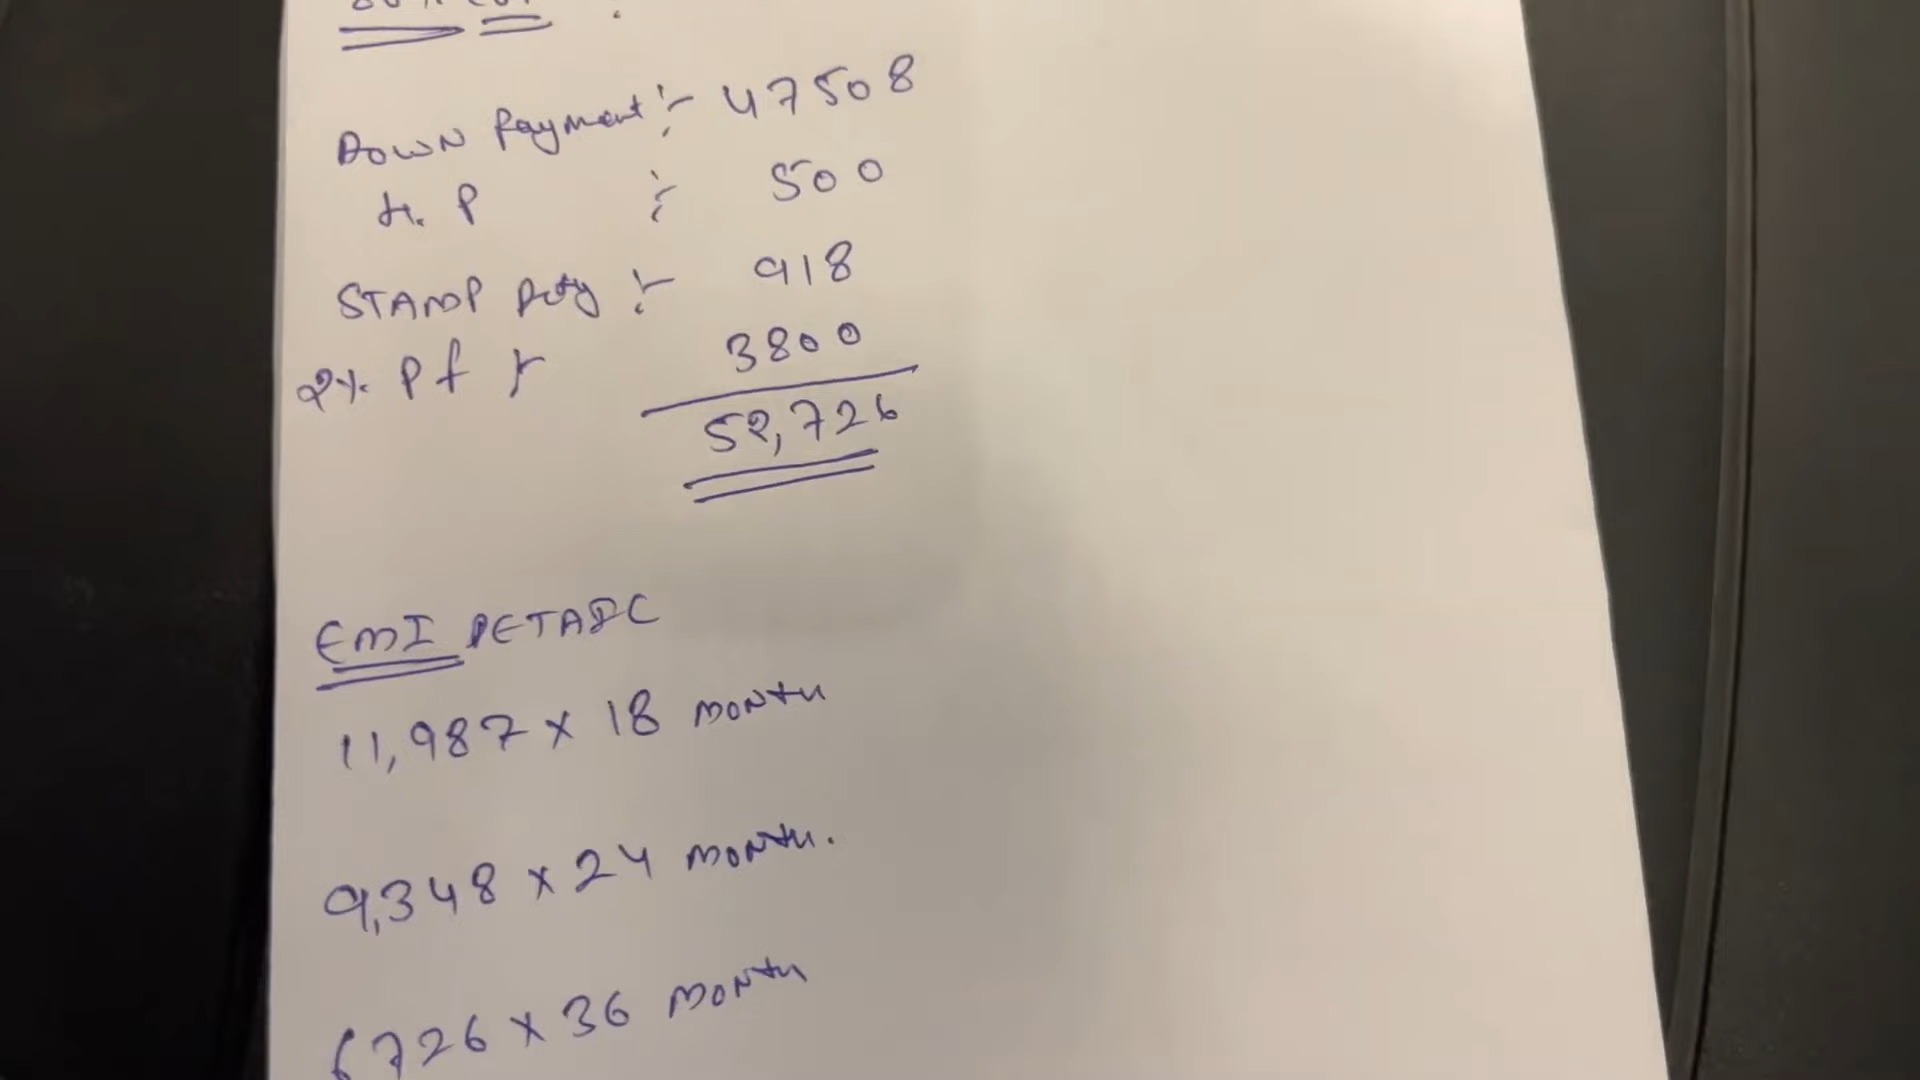 Down Payment :- 47508
H. P :- 500
STAMP Duty :- 918
2% Pf :- 3800
52,726
EMI DETAIL
11,987 x 18 MONTH
9,348 x 24 MONTH.
6726 x 36 MONTH